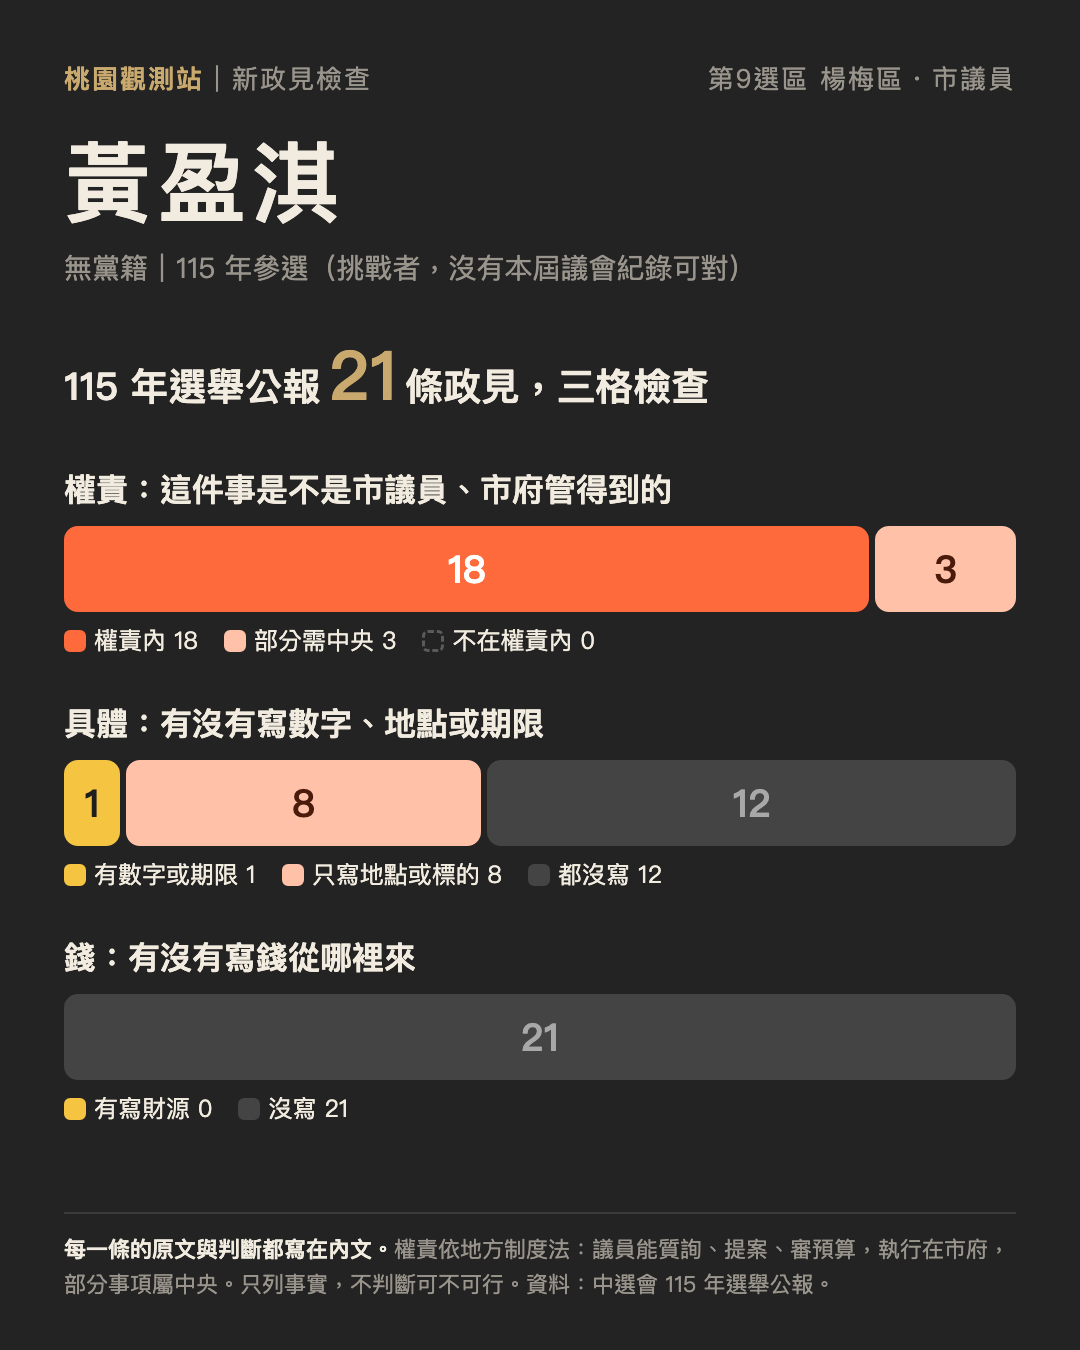 桃園觀測站｜新政見檢查
第9選區 楊梅區・市議員
黃盈淇
無黨籍｜115 年參選（挑戰者，沒有本屆議會紀錄可對）
115 年選舉公報 21 條政見，三格檢查
權責：這件事是不是市議員、市府管得到的
18
3
權責內 18 部分需中央 3 不在權責內 0
具體：有沒有寫數字、地點或期限
1
8
12
有數字或期限 1 只寫地點或標的 8 都沒寫 12
錢：有沒有寫錢從哪裡來
21
有寫財源 0 沒寫 21
每一條的原文與判斷都寫在內文。權責依地方制度法：議員能質詢、提案、審預算，執行在市府，
部分事項屬中央。只列事實，不判斷可不可行。資料：中選會 115 年選舉公報。